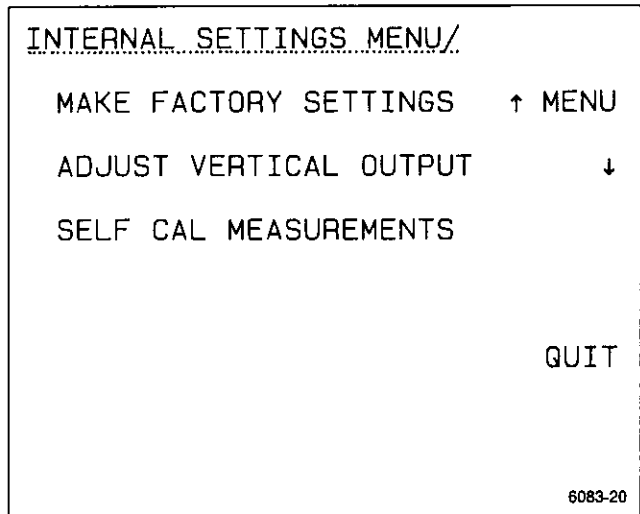 INTERNAL SETTINGS MENU/
MAKE FACTORY SETTINGS ↑ MENU
ADJUST VERTICAL OUTPUT ↓
SELF CAL MEASUREMENTS
QUIT
6083-20